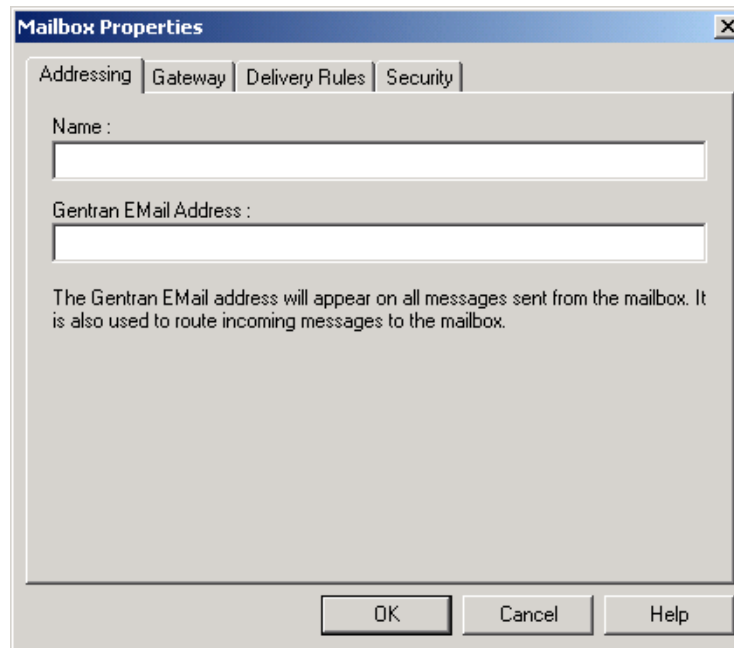 Mailbox Properties
Addressing Gateway Delivery Rules Security
Name :
Gentran EMail Address :
The Gentran EMail address will appear on all messages sent from the mailbox. It
is also used to route incoming messages to the mailbox.
OK Cancel Help